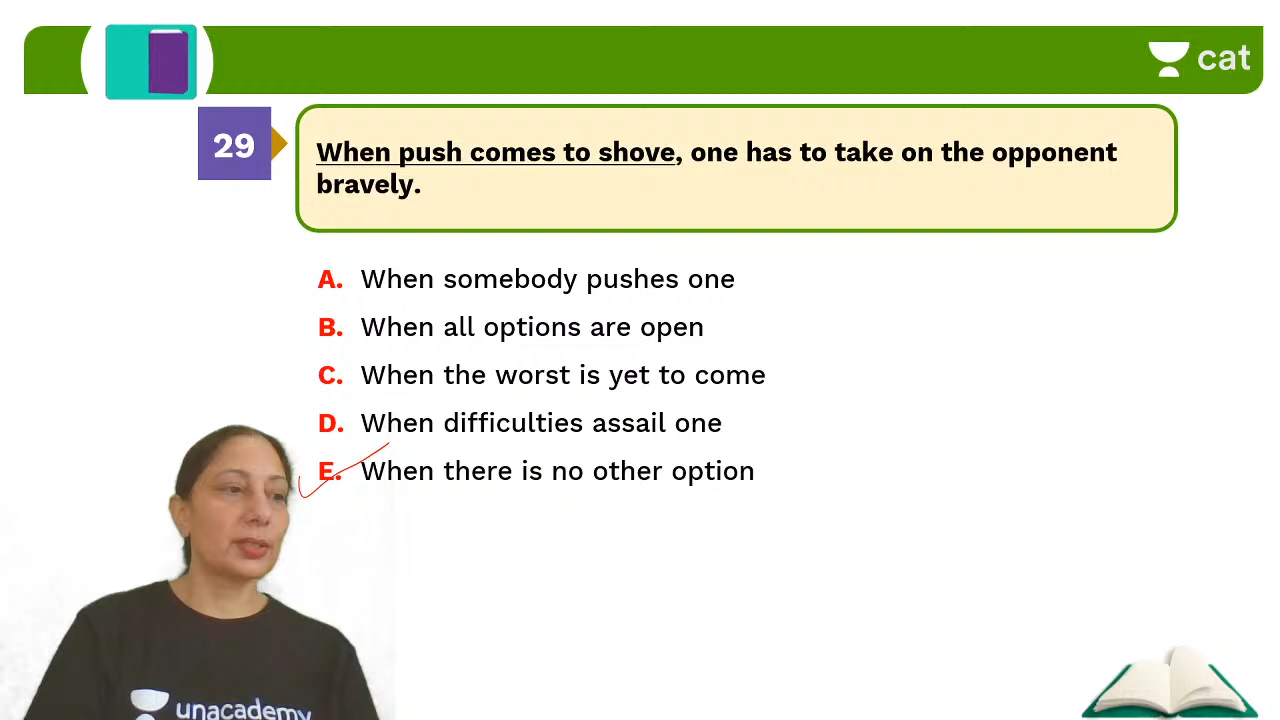 cat
29
When push comes to shove, one has to take on the opponent
bravely.
A. When somebody pushes one
B. When all options are open
C. When the worst is yet to come
D. When difficulties assail one
E. When there is no other option
unacademy